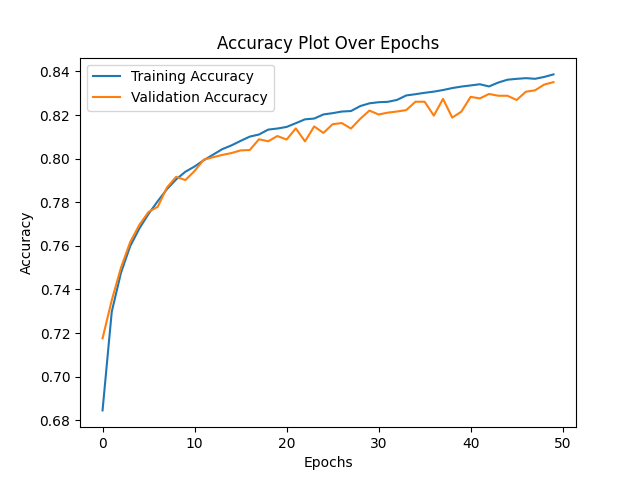 Accuracy Plot Over Epochs
Training Accuracy
Validation Accuracy
0.84
0.82
0.80
0.78
0.76
0.74
0.72
0.70
0.68
Accuracy
0 10 20 30 40 50
Epochs